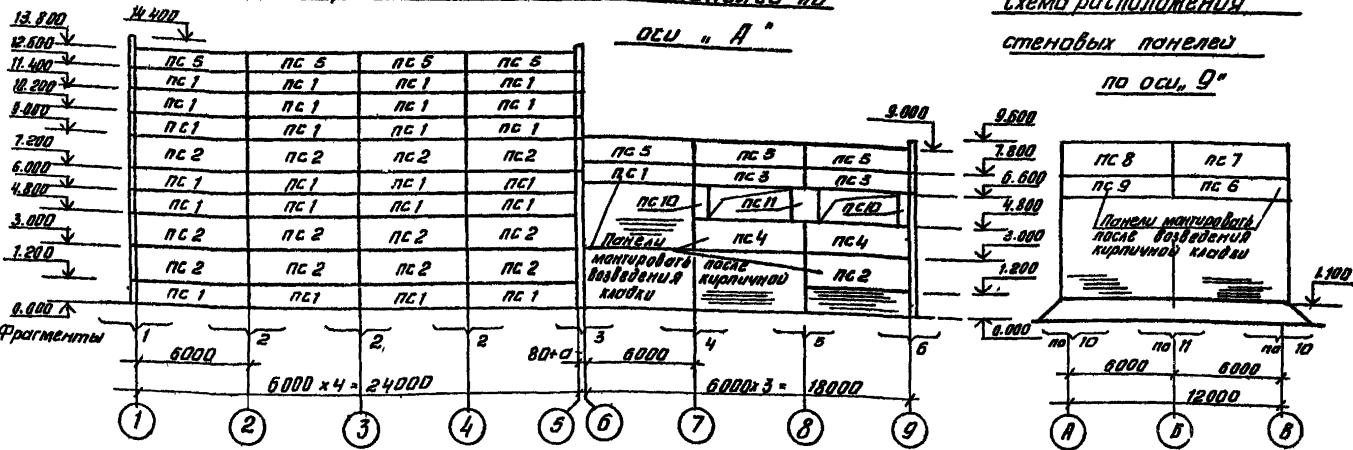 оси „ А "
схема расположения
стеновых панелей
по оси „ 9"
13.800
14.400
12.600
11.400
10.200
9.000
7.200
6.000
4.800
3.000
1.200
0.000
ПС 5 ПС 5 ПС 5 ПС 5
ПС 1 ПС 1 ПС 1 ПС 1
ПС 1 ПС 1 ПС 1 ПС 1
ПС 1 ПС 1 ПС 1 ПС 1
ПС 2 ПС 2 ПС 2 ПС 2
ПС 1 ПС 1 ПС 1 ПС 1
ПС 1 ПС 1 ПС 1 ПС 1
ПС 2 ПС 2 ПС 2 ПС 2
ПС 2 ПС 2 ПС 2 ПС 2
ПС 1 ПС 1 ПС 1 ПС 1
9.000
ПС 5 ПС 5 ПС 5
ПС 1 ПС 3 ПС 3
ПС 10 ПС 11 ПС 10
ПС 4 ПС 4
ПС 2
Панели
монтировать после
возведения кирпичной
кладки
9.600
7.800
6.600
4.800
3.000
1.200
0.000
ПС 8 ПС 7
ПС 9 ПС 6
Панели монтировать
после возведения
кирпичной кладки
1.100
Фрагменты 1 2 2 2 3 4 5 6
6000 80+а 6000
6000 x 4 = 24000 6000x3 = 18000
1 2 3 4 5 6 7 8 9
по 10 по 11 по 10
6000 6000
12000
А Б В